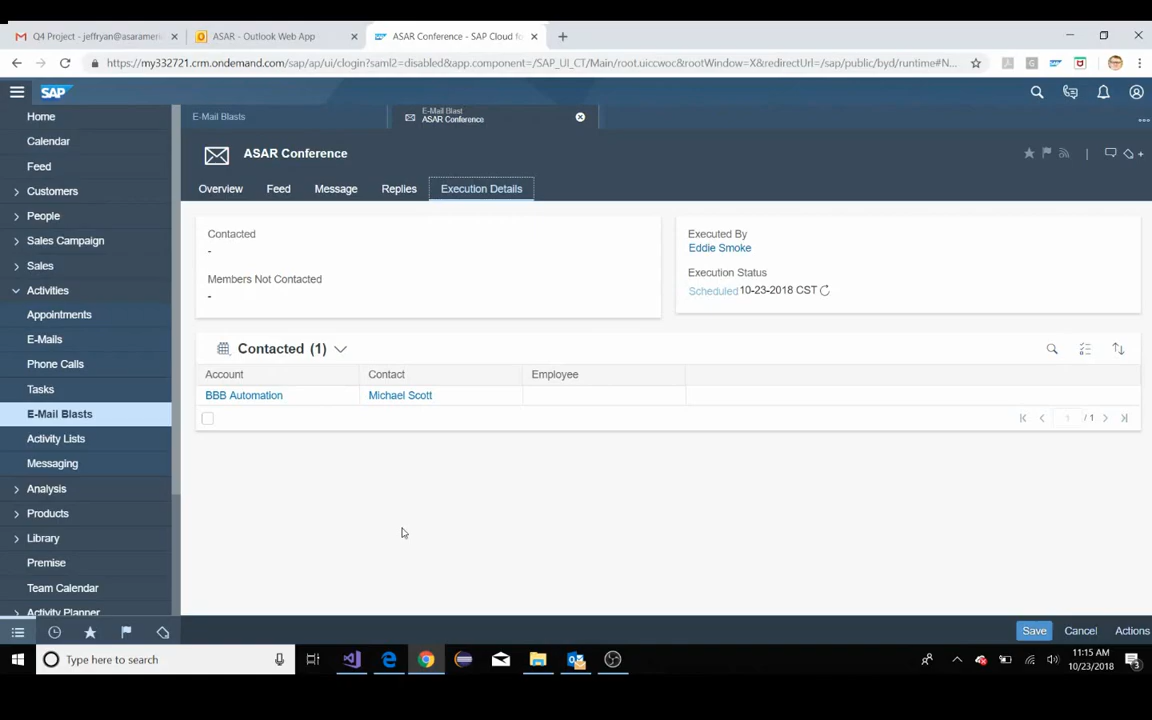 Q4 Project - jeffryan@asarameri
ASAR - Outlook Web App
ASAR Conference - SAP Cloud fo
https://my332721.crm.ondemand.com/sap/ap/ui/clogin?saml2=disabled&app.component=/SAP_UI_CT/Main/root.uiccwoc&rootWindow=X&redirectUrl=/sap/public/byd/runtime#N...
SAP
Home
Calendar
Feed
Customers
People
Sales Campaign
Sales
Activities
Appointments
E-Mails
Phone Calls
Tasks
E-Mail Blasts
Activity Lists
Messaging
Analysis
Products
Library
Premise
Team Calendar
Activity Planner
E-Mail Blasts
E-Mail Blast
ASAR Conference
ASAR Conference
Overview
Feed
Message
Replies
Execution Details
Contacted
-
Members Not Contacted
-
Executed By
Eddie Smoke
Execution Status
Scheduled 10-23-2018 CST
Contacted (1)
Account
Contact
Employee
BBB Automation
Michael Scott
1 / 1
Save
Cancel
Actions
Type here to search
11:15 AM
10/23/2018
3